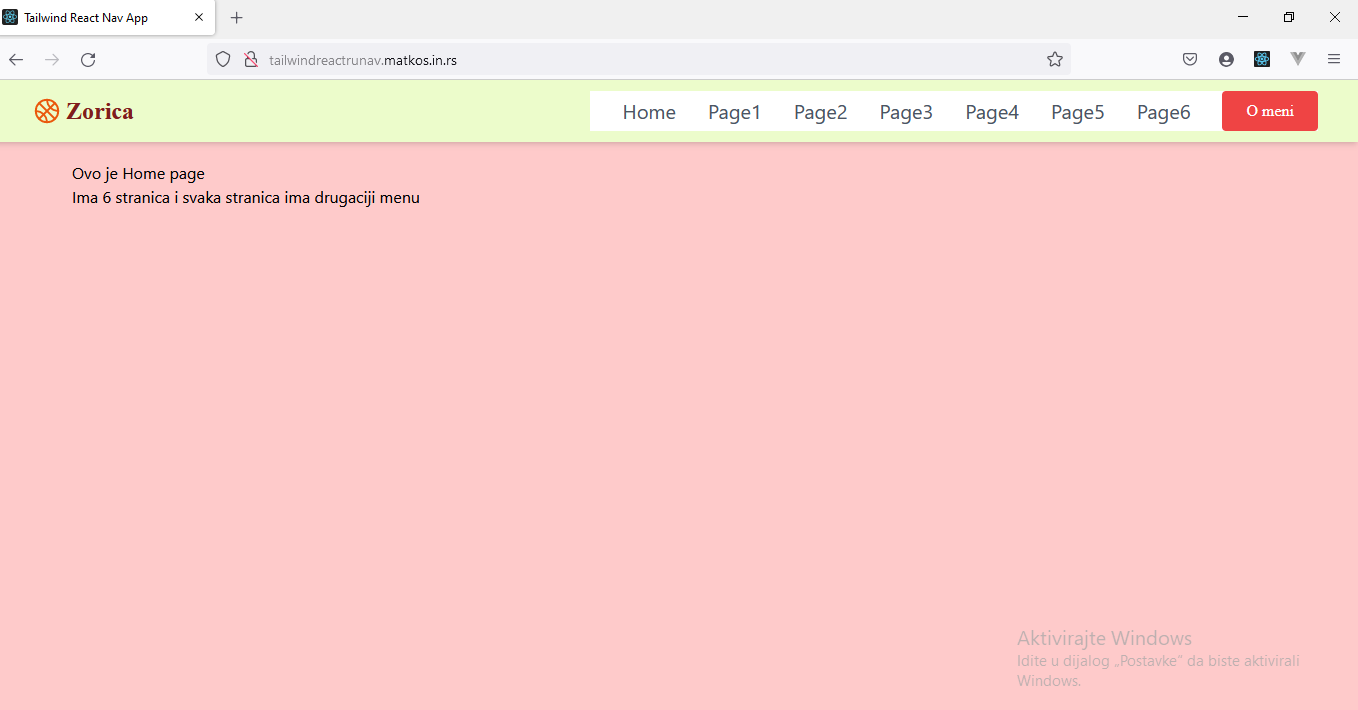 Tailwind React Nav App
tailwindreactrunav.matkos.in.rs
Zorica
Home Page1 Page2 Page3 Page4 Page5 Page6 O meni
Ovo je Home page
Ima 6 stranica i svaka stranica ima drugaciji menu
Aktivirajte Windows
Idite u dijalog „Postavke“ da biste aktivirali
Windows.